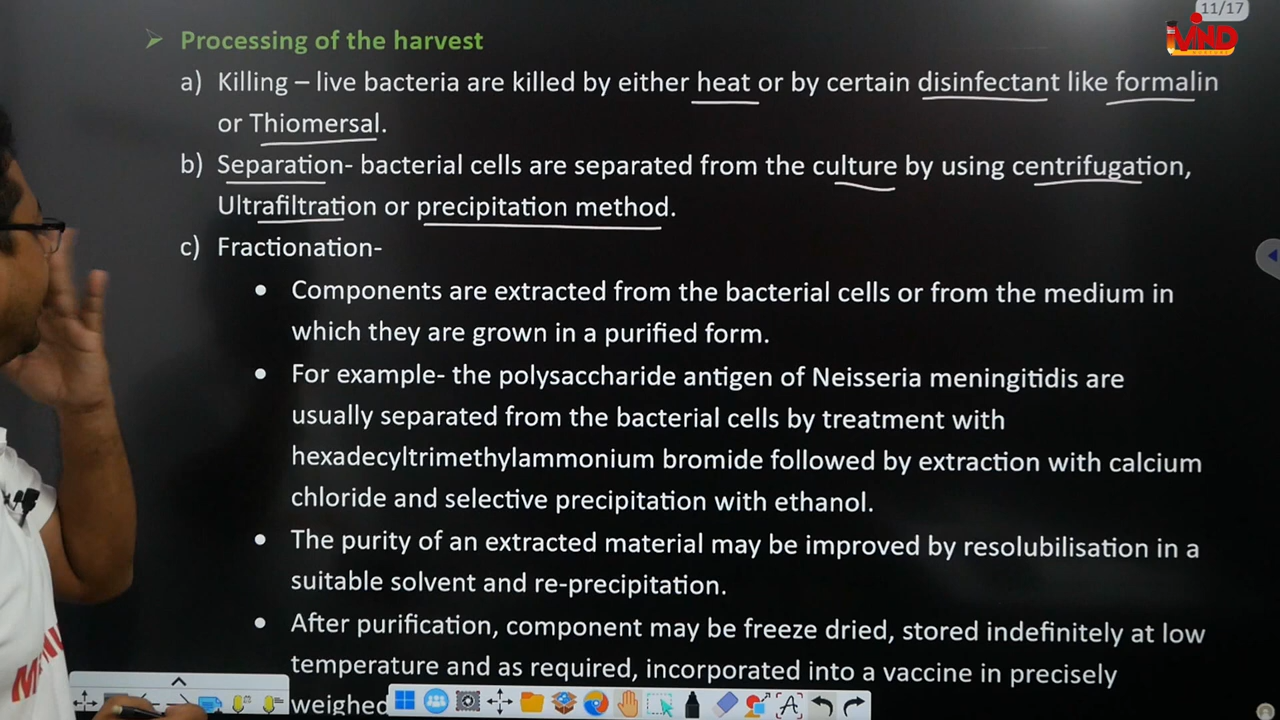 11/17
MIND
➢ Processing of the harvest
a) Killing – live bacteria are killed by either heat or by certain disinfectant like formalin
or Thiomersal.
b) Separation- bacterial cells are separated from the culture by using centrifugation,
Ultrafiltration or precipitation method.
c) Fractionation-
• Components are extracted from the bacterial cells or from the medium in
which they are grown in a purified form.
• For example- the polysaccharide antigen of Neisseria meningitidis are
usually separated from the bacterial cells by treatment with
hexadecyltrimethylammonium bromide followed by extraction with calcium
chloride and selective precipitation with ethanol.
• The purity of an extracted material may be improved by resolubilisation in a
suitable solvent and re-precipitation.
• After purification, component may be freeze dried, stored indefinitely at low
temperature and as required, incorporated into a vaccine in precisely
weighed